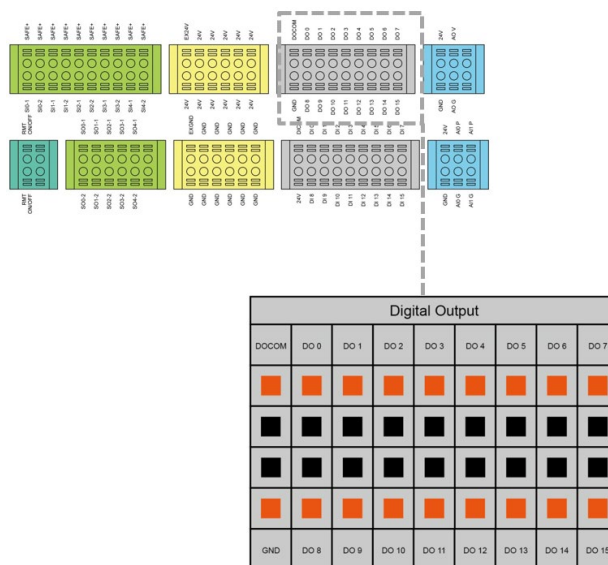 SAFE+ SAFE+ SAFE+ SAFE+ SAFE+ SAFE+ SAFE+ SAFE+ SAFE+ SAFE+
EX24V 24V 24V 24V 24V 24V
DOCOM DO 0 DO 1 DO 2 DO 3 DO 4 DO 5 DO 6 DO 7
24V AO V
SI0-1 SI0-2 SI1-1 SI1-2 SI2-1 SI2-2 SI3-1 SI3-2 SI4-1 SI4-2
24V 24V 24V 24V 24V 24V
GND DO 8 DO 9 DO 10 DO 11 DO 12 DO 13 DO 14 DO 15
GND AO G
RMT ON/OFF
SO0-1 SO1-1 SO2-1 SO3-1 SO4-1
EXGND GND GND GND GND GND
DICOM DI 0 DI 1 DI 2 DI 3 DI 4 DI 5 DI 6 DI 7
24V AI0 P AI1 P
RMT ON/OFF
SO0-2 SO1-2 SO2-2 SO3-2 SO4-2
GND GND GND GND GND GND
24V DI 8 DI 9 DI 10 DI 11 DI 12 DI 13 DI 14 DI 15
GND AI0 G AI1 G
Digital Output
DOCOM DO 0 DO 1 DO 2 DO 3 DO 4 DO 5 DO 6 DO 7
GND DO 8 DO 9 DO 10 DO 11 DO 12 DO 13 DO 14 DO 15